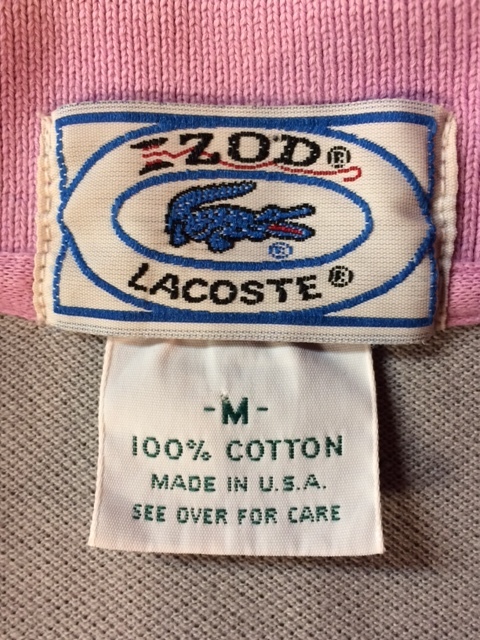 IZOD®
®
LACOSTE®
-M-
100% COTTON
MADE IN U.S.A.
SEE OVER FOR CARE